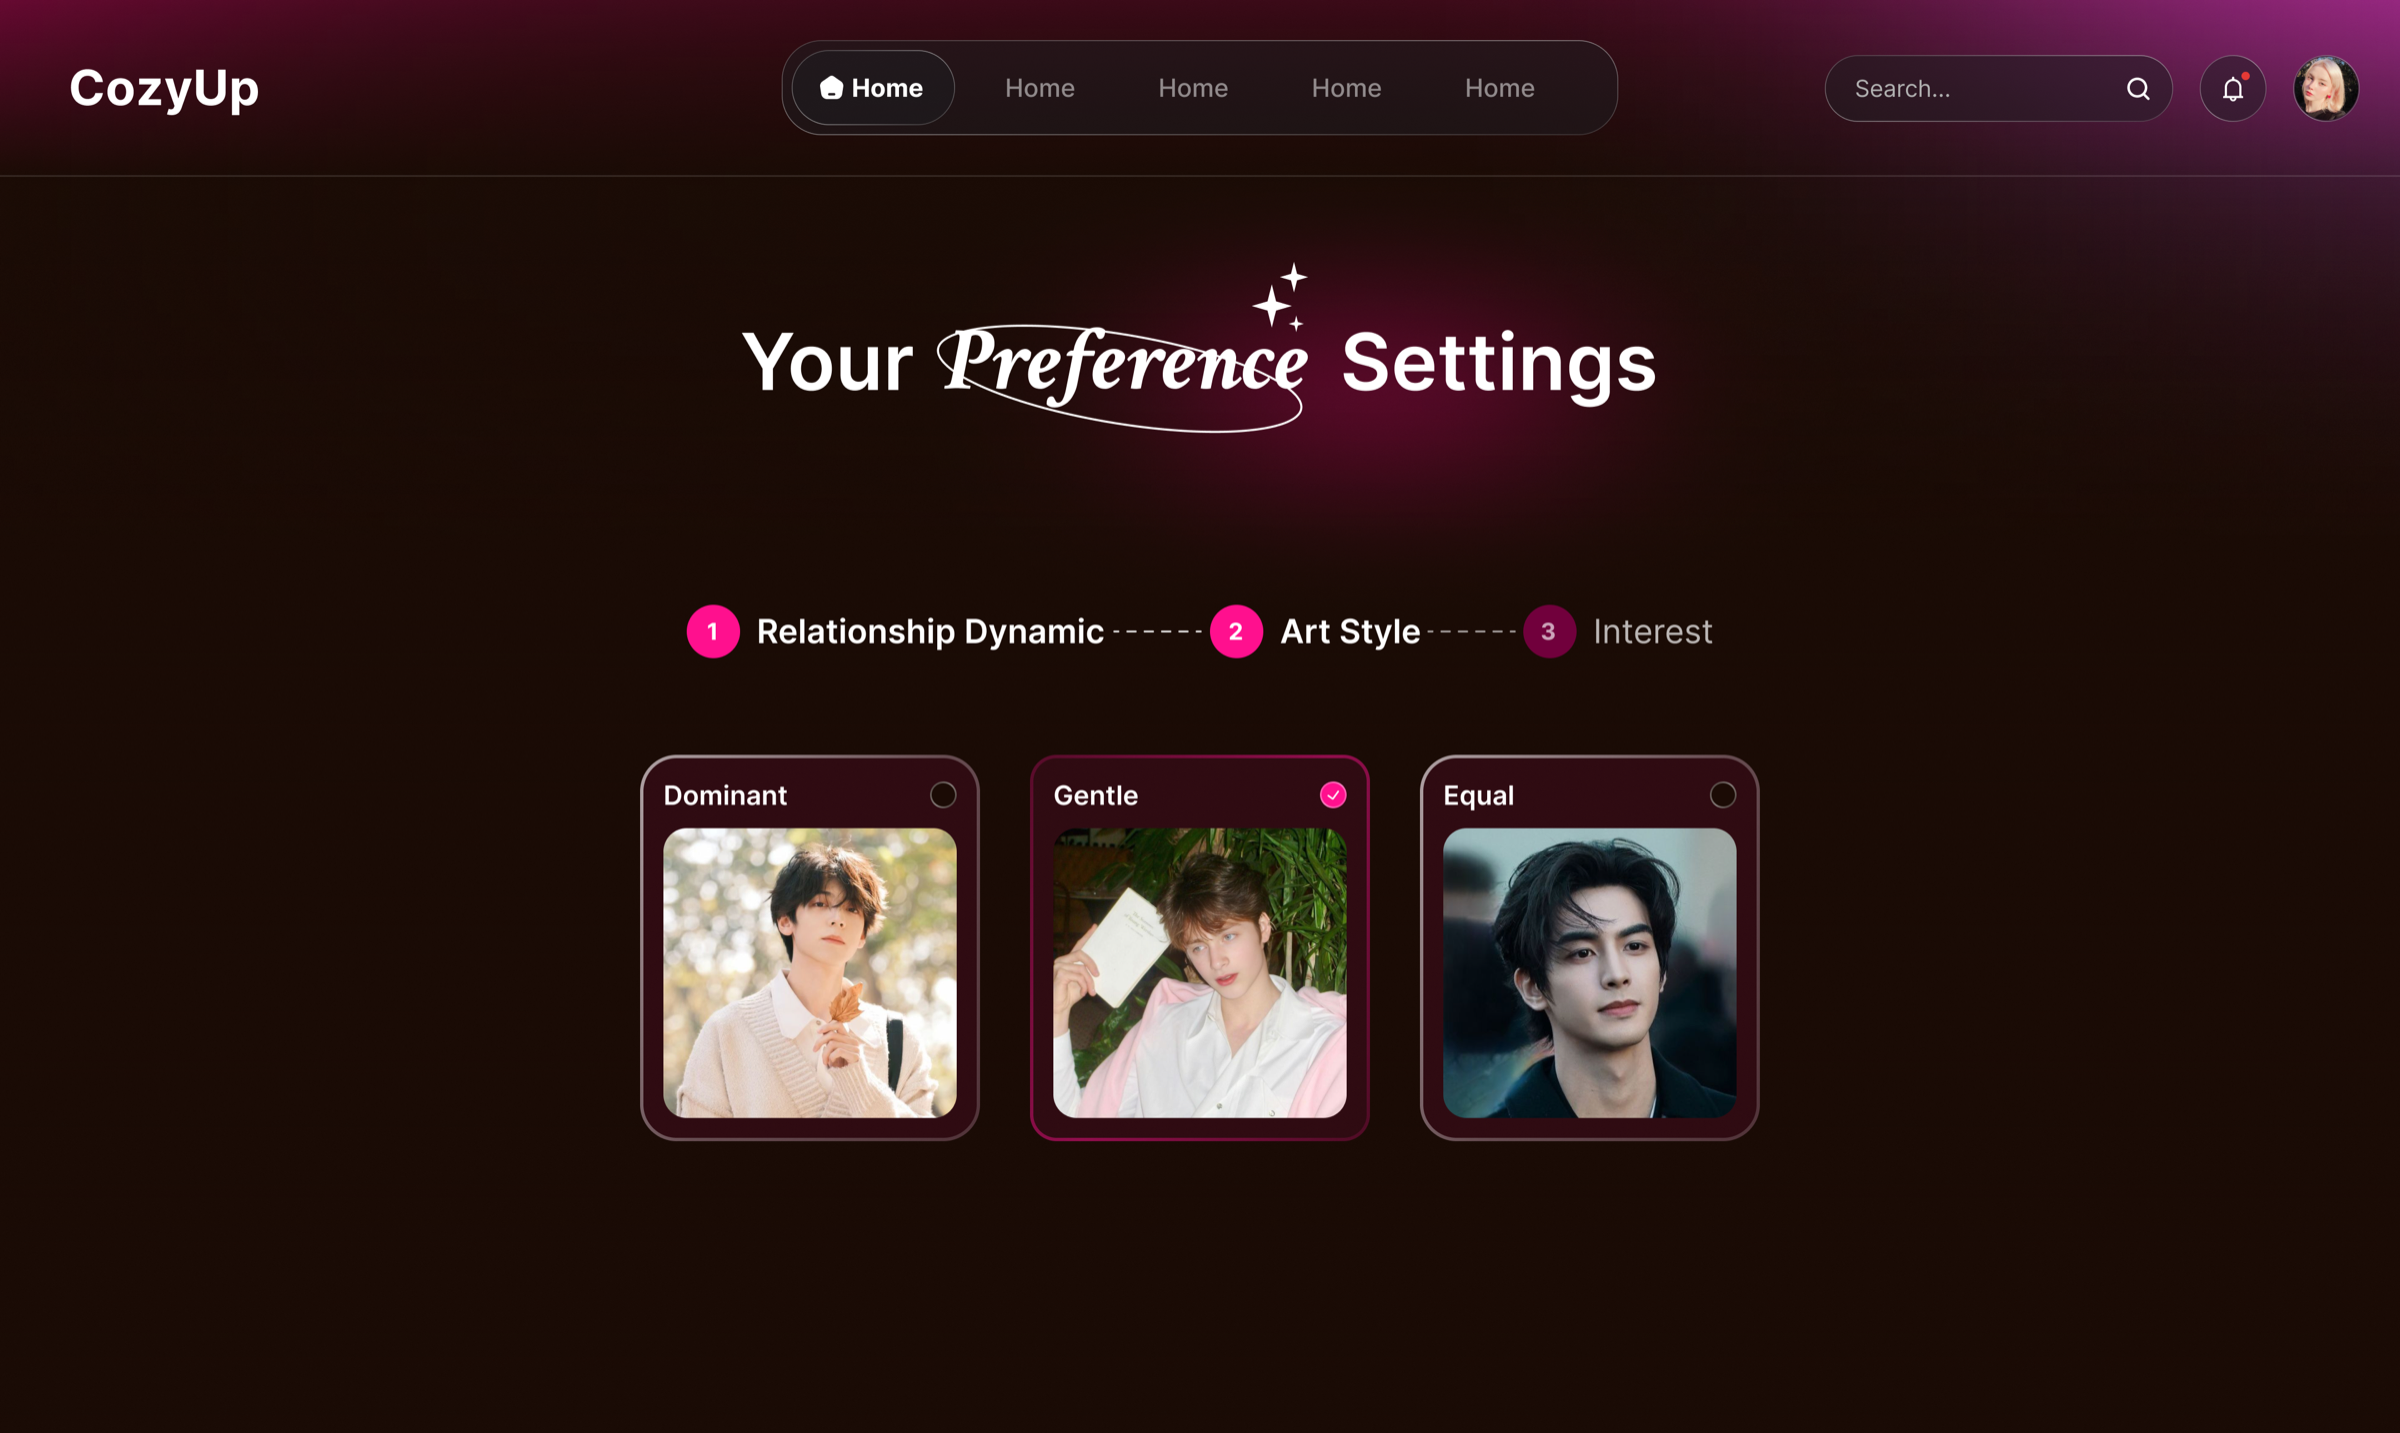 CozyUp
Home Home Home Home Home
Search...
Your Preference Settings
1 Relationship Dynamic 2 Art Style 3 Interest
Dominant
Gentle
Equal